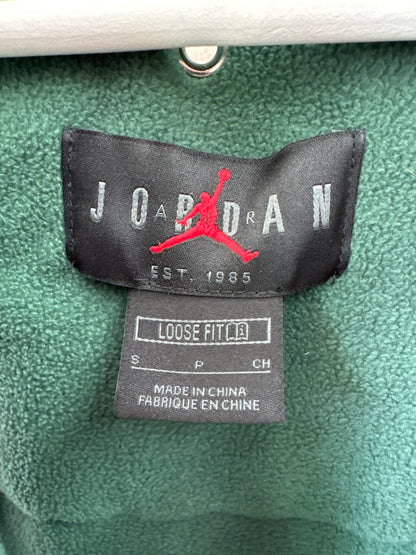 JORDAN
AIR
EST. 1985
LOOSE FIT
S P CH
MADE IN CHINA
FABRIQUE EN CHINE